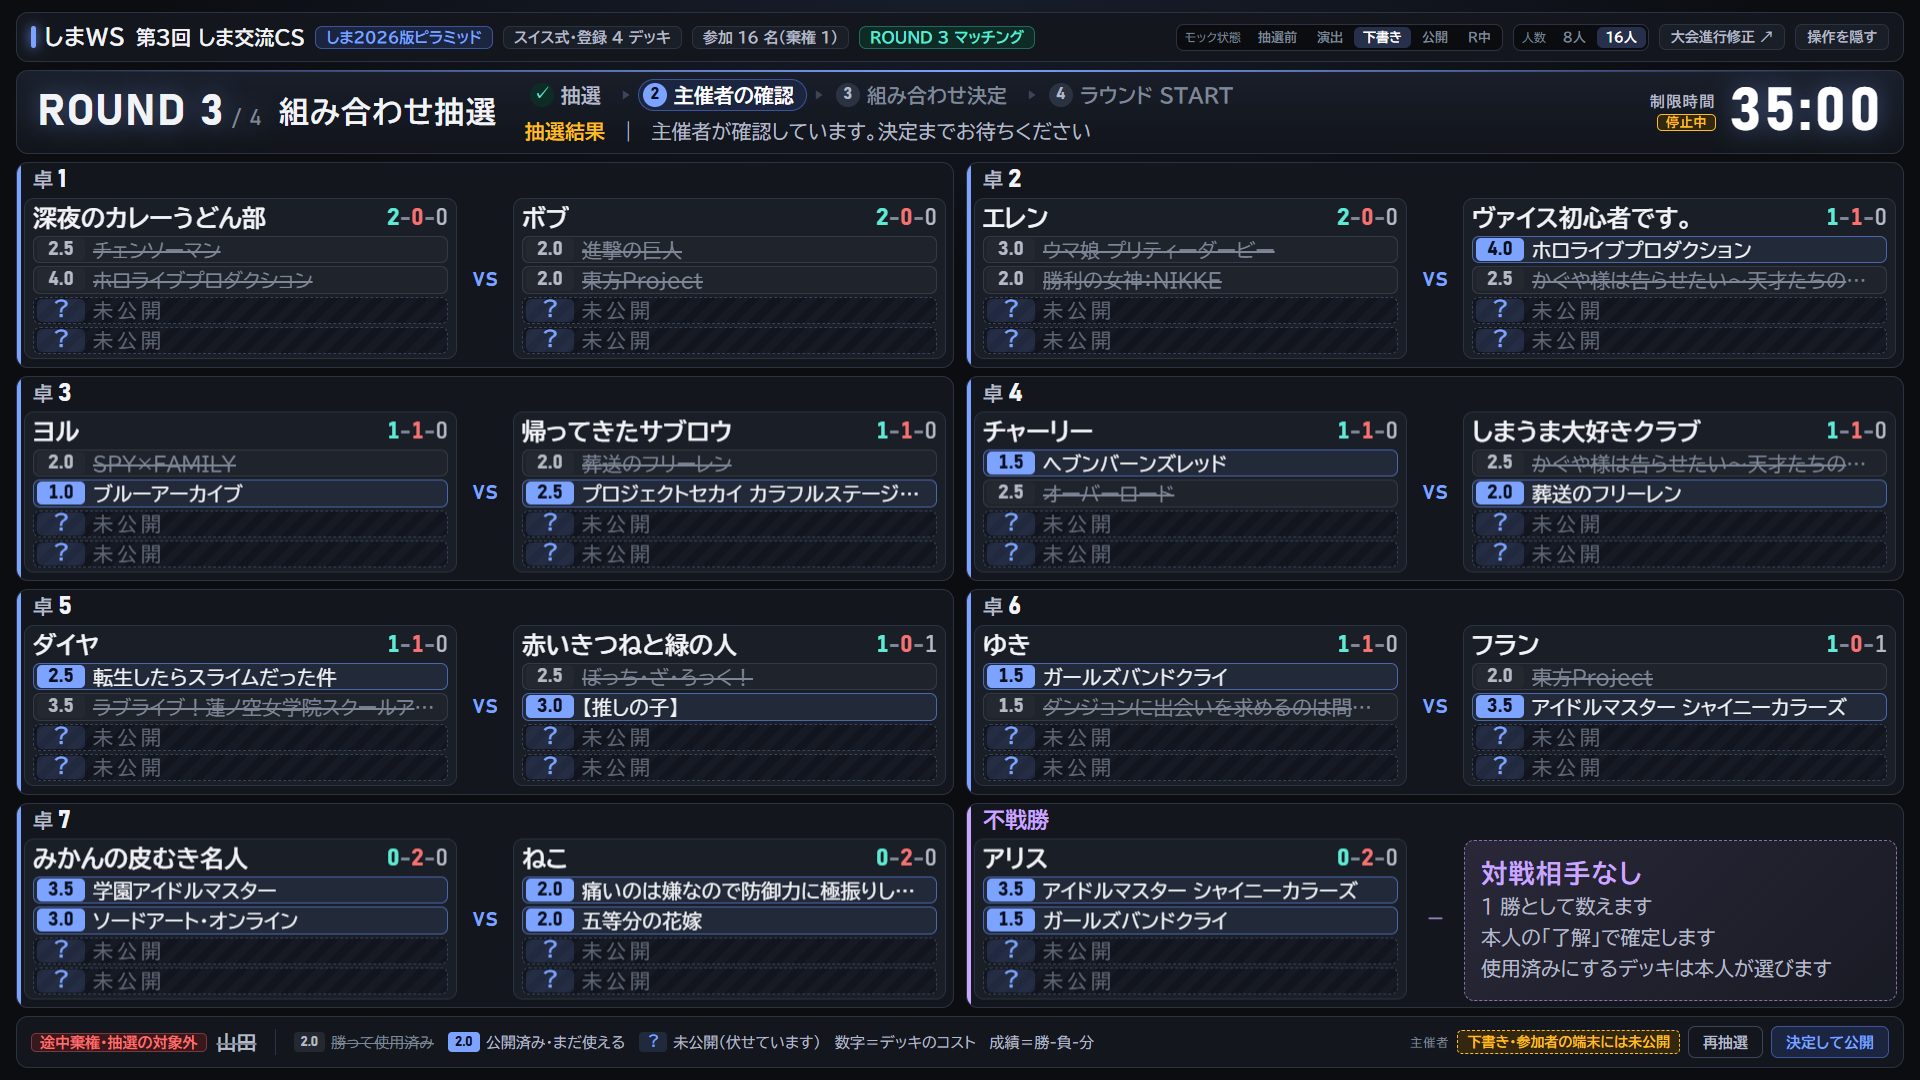 しまWS 第3回 しま交流CS しま2026版ピラミッド スイス式・登録 4 デッキ 参加 16 名(棄権 1) ROUND 3 マッチング モック状態 抽選前 演出 下書き 公開 R中 人数 8人 16人 大会進行修正 ↗ 操作を隠す
ROUND 3 / 4 組み合わせ抽選
✓ 抽選 ▸ 2 主催者の確認 ▸ 3 組み合わせ決定 ▸ 4 ラウンド START
抽選結果 | 主催者が確認しています。決定までお待ちください
制限時間 停止中 35:00
卓 1
深夜のカレーうどん部 2-0-0
2.5 チェンソーマン
4.0 ホロライブプロダクション
? 未公開
? 未公開
VS
ボブ 2-0-0
2.0 進撃の巨人
2.0 東方Project
? 未公開
? 未公開
卓 2
エレン 2-0-0
3.0 ウマ娘 プリティーダービー
2.0 勝利の女神:NIKKE
? 未公開
? 未公開
VS
ヴァイス初心者です。 1-1-0
4.0 ホロライブプロダクション
2.5 かぐや様は告らせたい~天才たちの…
? 未公開
? 未公開
卓 3
ヨル 1-1-0
2.0 SPY×FAMILY
1.0 ブルーアーカイブ
? 未公開
? 未公開
VS
帰ってきたサブロウ 1-1-0
2.0 葬送のフリーレン
2.5 プロジェクトセカイ カラフルステージ…
? 未公開
? 未公開
卓 4
チャーリー 1-1-0
1.5 ヘブンバーンズレッド
2.5 オーバーロード
? 未公開
? 未公開
VS
しまうま大好きクラブ 1-1-0
2.5 かぐや様は告らせたい~天才たちの…
2.0 葬送のフリーレン
? 未公開
? 未公開
卓 5
ダイヤ 1-1-0
2.5 転生したらスライムだった件
3.5 ラブライブ！蓮ノ空女学院スクールア…
? 未公開
? 未公開
VS
赤いきつねと緑の人 1-0-1
2.5 ぼっち・ざ・ろっく！
3.0 【推しの子】
? 未公開
? 未公開
卓 6
ゆき 1-1-0
1.5 ガールズバンドクライ
1.5 ダンジョンに出会いを求めるのは間…
? 未公開
? 未公開
VS
フラン 1-0-1
2.0 東方Project
3.5 アイドルマスター シャイニーカラーズ
? 未公開
? 未公開
卓 7
みかんの皮むき名人 0-2-0
3.5 学園アイドルマスター
3.0 ソードアート・オンライン
? 未公開
? 未公開
VS
ねこ 0-2-0
2.0 痛いのは嫌なので防御力に極振りし…
2.0 五等分の花嫁
? 未公開
? 未公開
不戦勝
アリス 0-2-0
3.5 アイドルマスター シャイニーカラーズ
1.5 ガールズバンドクライ
? 未公開
? 未公開
—
対戦相手なし
1 勝として数えます
本人の「了解」で確定します
使用済みにするデッキは本人が選びます
途中棄権・抽選の対象外 山田 2.0 勝って使用済み 2.0 公開済み・まだ使える ? 未公開(伏せています) 数字=デッキのコスト 成績=勝-負-分 主催者 下書き・参加者の端末には未公開 再抽選 決定して公開